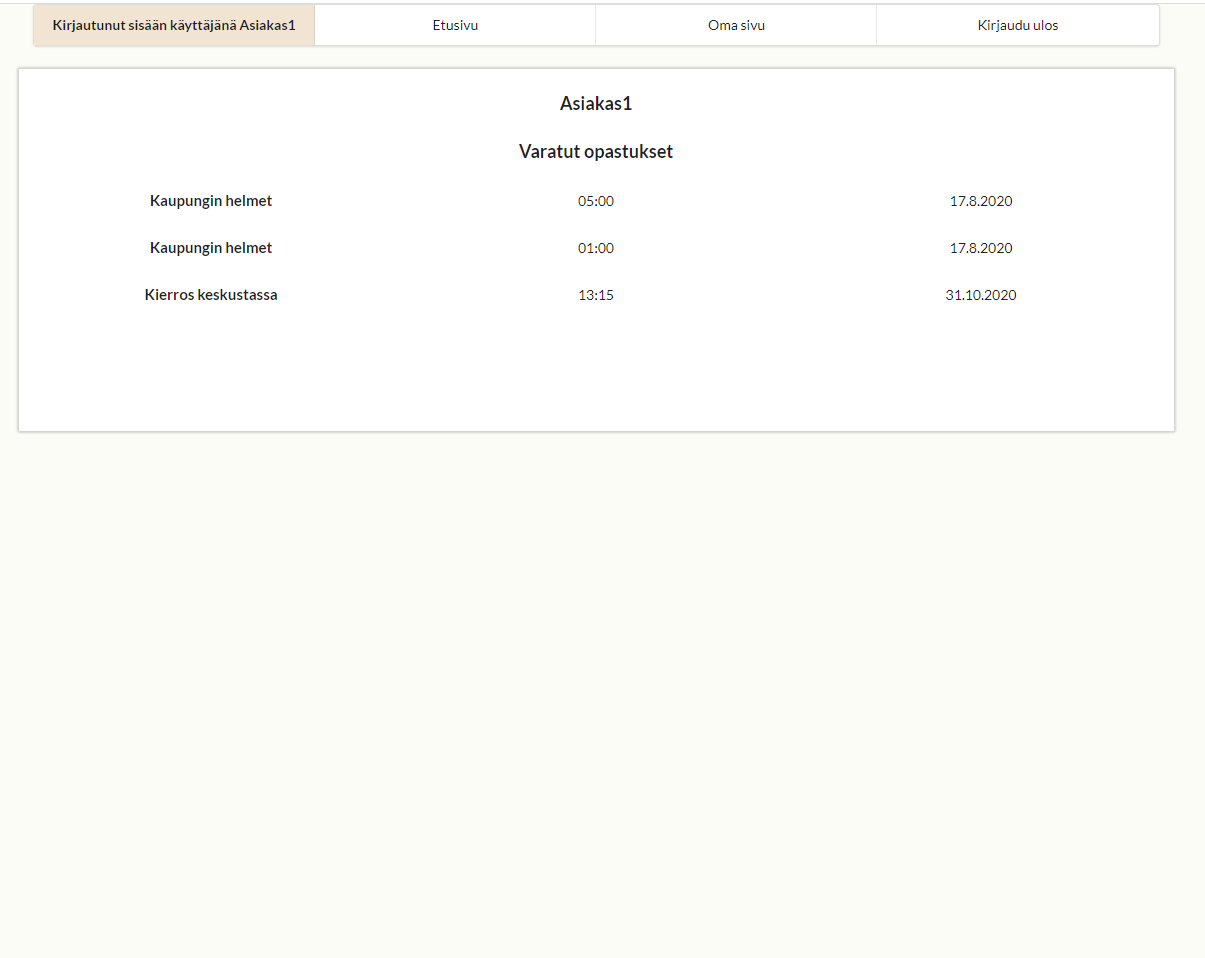 Kirjautunut sisään käyttäjänä Asiakas1 Etusivu Oma sivu Kirjaudu ulos
Asiakas1
Varatut opastukset
Kaupungin helmet 05:00 17.8.2020
Kaupungin helmet 01:00 17.8.2020
Kierros keskustassa 13:15 31.10.2020